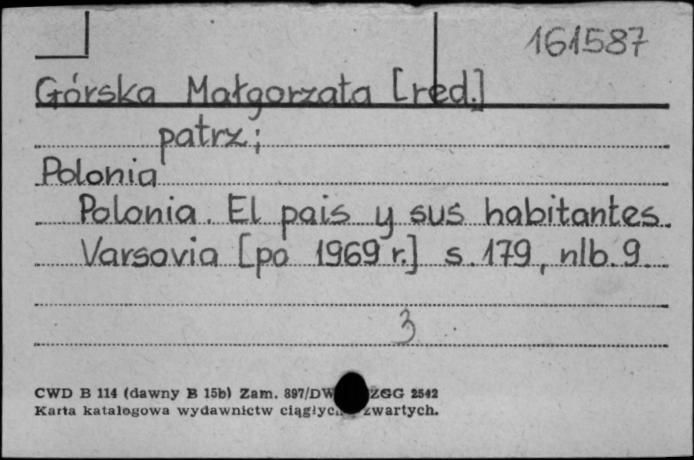 161587
Górska Małgorzata [red.]
patrz;
Polonia
Polonia. El pais y sus habitantes.
Varsovia [po 1969 r.] s. 179, nlb. 9.
3
CWD B 114 (dawny B 15b) Zam. 897/DW ZGG 2542
Karta katalogowa wydawnictw zwartych.